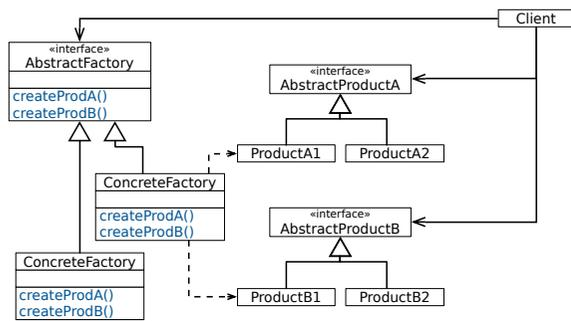 Client
«interface»
AbstractFactory
createProdA()
createProdB()
«interface»
AbstractProductA
ProductA1
ProductA2
ConcreteFactory
createProdA()
createProdB()
«interface»
AbstractProductB
ConcreteFactory
createProdA()
createProdB()
ProductB1
ProductB2